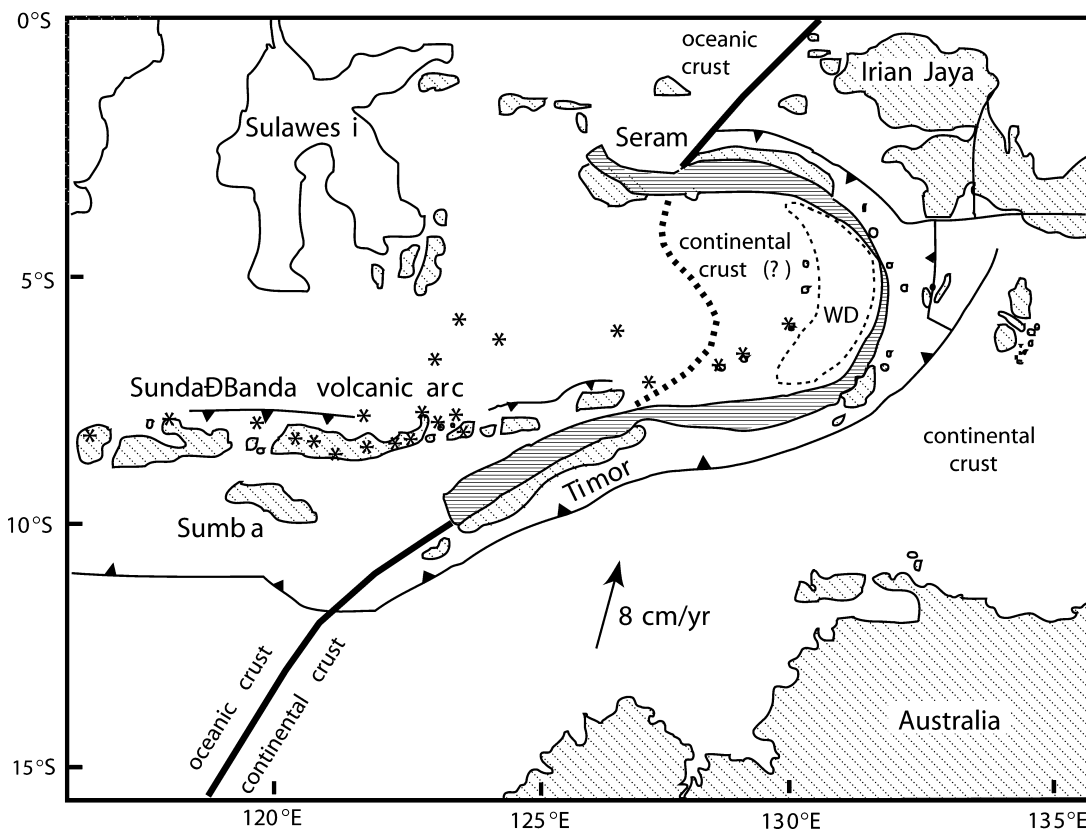 0°S
oceanic
crust
Irian Jaya
Sulawes i
Seram
continental
crust (?)
5°S
WD
SundaÐBanda volcanic arc
continental
crust
Timor
10°S
Sumb a
8 cm/yr
oceanic crust
continental crust
Australia
15°S
120°E
125°E
130°E
135°E